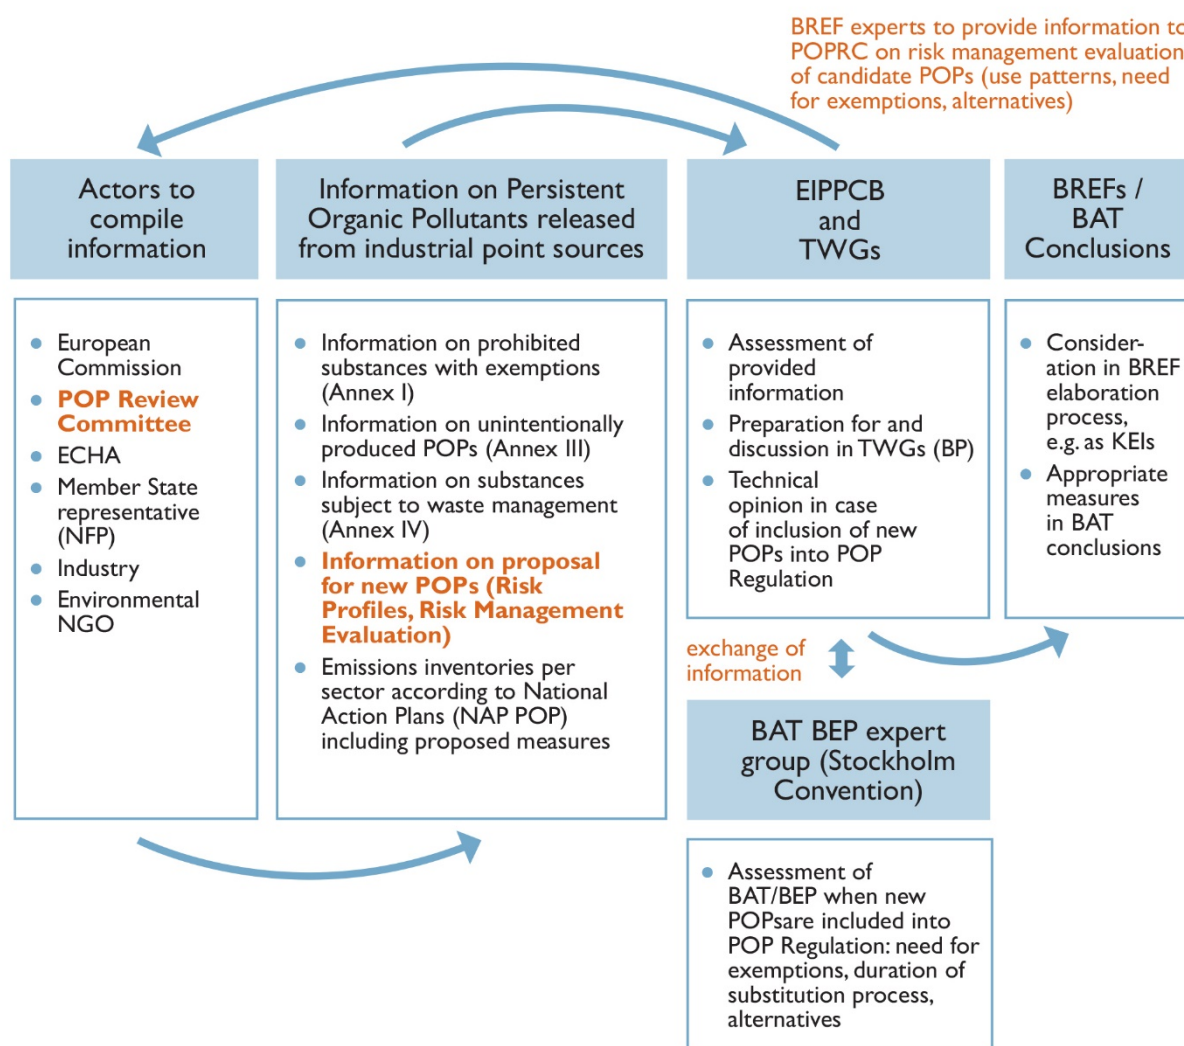 BREF experts to provide information to
POPRC on risk management evaluation
of candidate POPs (use patterns, need
for exemptions, alternatives)
Actors to
compile
information
European
Commission
POP Review
Committee
ECHA
Member State
representative
(NFP)
Industry
Environmental
NGO
Information on Persistent
Organic Pollutants released
from industrial point sources
Information on prohibited
substances with exemptions
(Annex I)
Information on unintentionally
produced POPs (Annex III)
Information on substances
subject to waste management
(Annex IV)
Information on proposal
for new POPs (Risk
Profiles, Risk Management
Evaluation)
Emissions inventories per
sector according to National
Action Plans (NAP POP)
including proposed measures
EIPPCB
and
TWGs
Assessment of
provided
information
Preparation for and
discussion in TWGs (BP)
Technical
opinion in case
of inclusion of new
POPs into POP
Regulation
exchange of
information
BAT BEP expert
group (Stockholm
Convention)
Assessment of
BAT/BEP when new
POPsare included into
POP Regulation: need for
exemptions, duration of
substitution process,
alternatives
BREFs /
BAT
Conclusions
Consider-
ation in BREF
elaboration
process,
e.g. as KEIs
Appropriate
measures
in BAT
conclusions